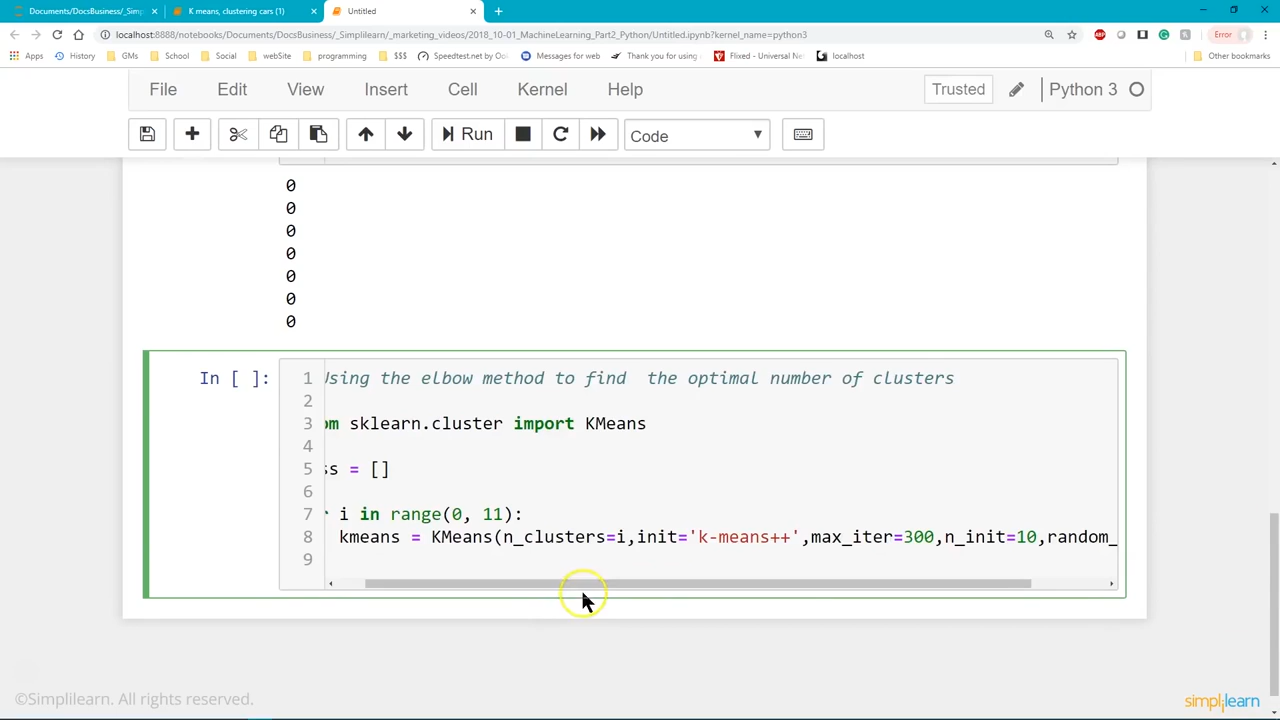 Documents/DocsBusiness/_Simp
K means, clustering cars (1)
Untitled
localhost:8888/notebooks/Documents/DocsBusiness/_Simplilearn/_marketing_videos/2018_10-01_MachineLearning_Part2_Python/Untitled.ipynb?kernel_name=python3
Error
Apps
History
GMs
School
Social
webSite
programming
$$$
Speedtest.net by Ook
Messages for web
Thank you for using
Flixed - Universal Ne
localhost
Other bookmarks
File Edit View Insert Cell Kernel Help
Trusted
Python 3
Run
Code
0
0
0
0
0
0
0
In [ ]:
1 Using the elbow method to find  the optimal number of clusters
2
3 om sklearn.cluster import KMeans
4
5 ss = []
6
7 r i in range(0, 11):
8 kmeans = KMeans(n_clusters=i,init='k-means++',max_iter=300,n_init=10,random_
9
©Simplilearn. All rights reserved.
simplilearn